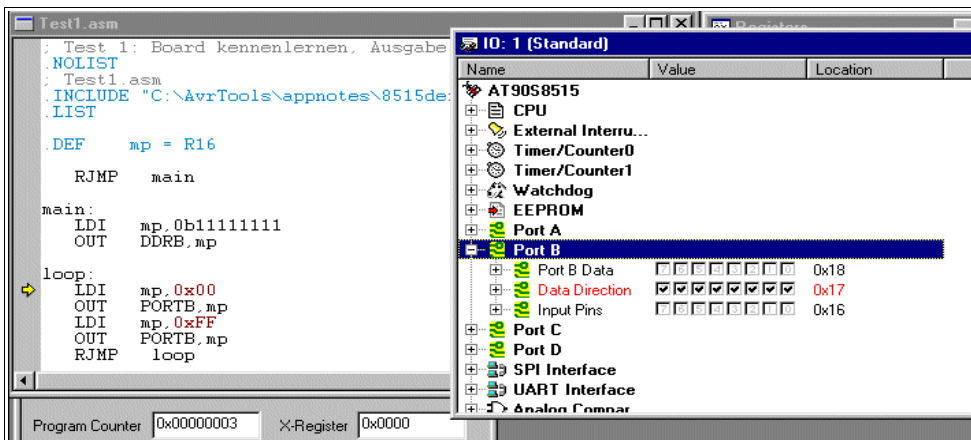 Test1.asm
; Test 1: Board kennenlernen, Ausgabe
.NOLIST
; Test1.asm
.INCLUDE "C:\AvrTools\appnotes\8515de
.LIST
.DEF mp = R16
RJMP main
main:
LDI mp,0b11111111
OUT DDRB,mp
loop:
LDI mp,0x00
OUT PORTB,mp
LDI mp,0xFF
OUT PORTB,mp
RJMP loop
Program Counter 0x00000003 X-Register 0x0000
Registers
IO: 1 (Standard)
Name Value Location
AT90S8515
CPU
External Interru...
Timer/Counter0
Timer/Counter1
Watchdog
EEPROM
Port A
Port B
Port B Data 7 6 5 4 3 2 1 0 0x18
Data Direction 0x17
Input Pins 7 6 5 4 3 2 1 0 0x16
Port C
Port D
SPI Interface
UART Interface
Analog Compar